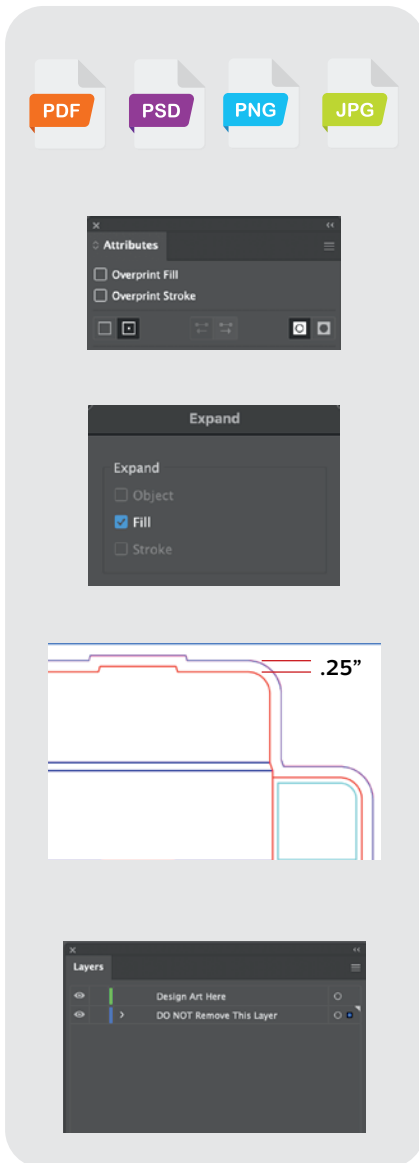 PDF PSD PNG JPG
Attributes
Overprint Fill
Overprint Stroke
Expand
Expand
Object
Fill
Stroke
.25”
Layers
Design Art Here
DO NOT Remove This Layer